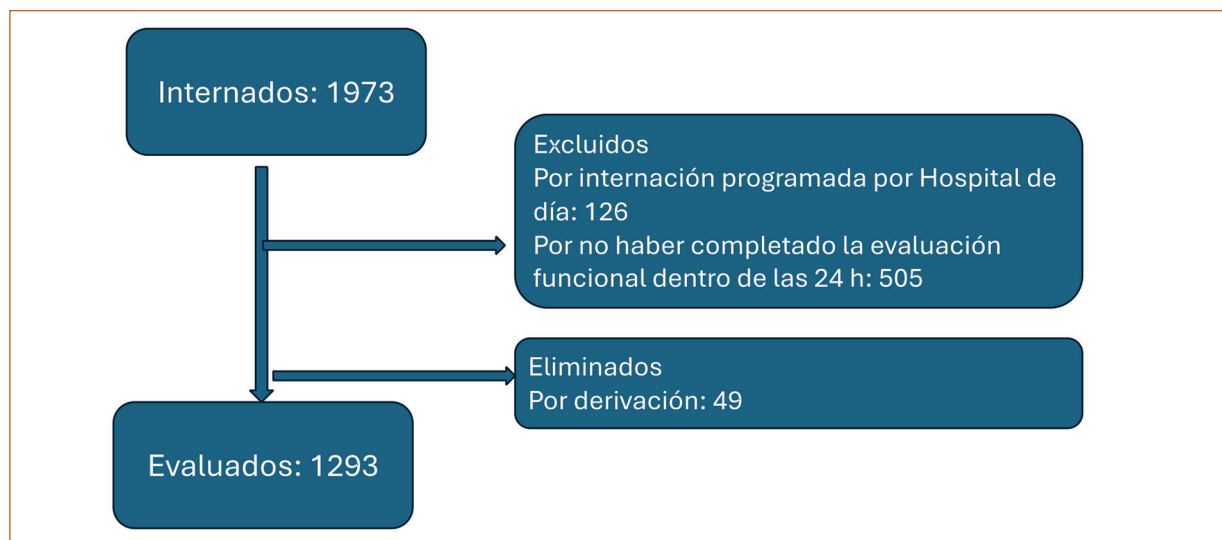 Internados: 1973
Excluidos
Por internación programada por Hospital de
día: 126
Por no haber completado la evaluación
funcional dentro de las 24 h: 505
Eliminados
Por derivación: 49
Evaluados: 1293